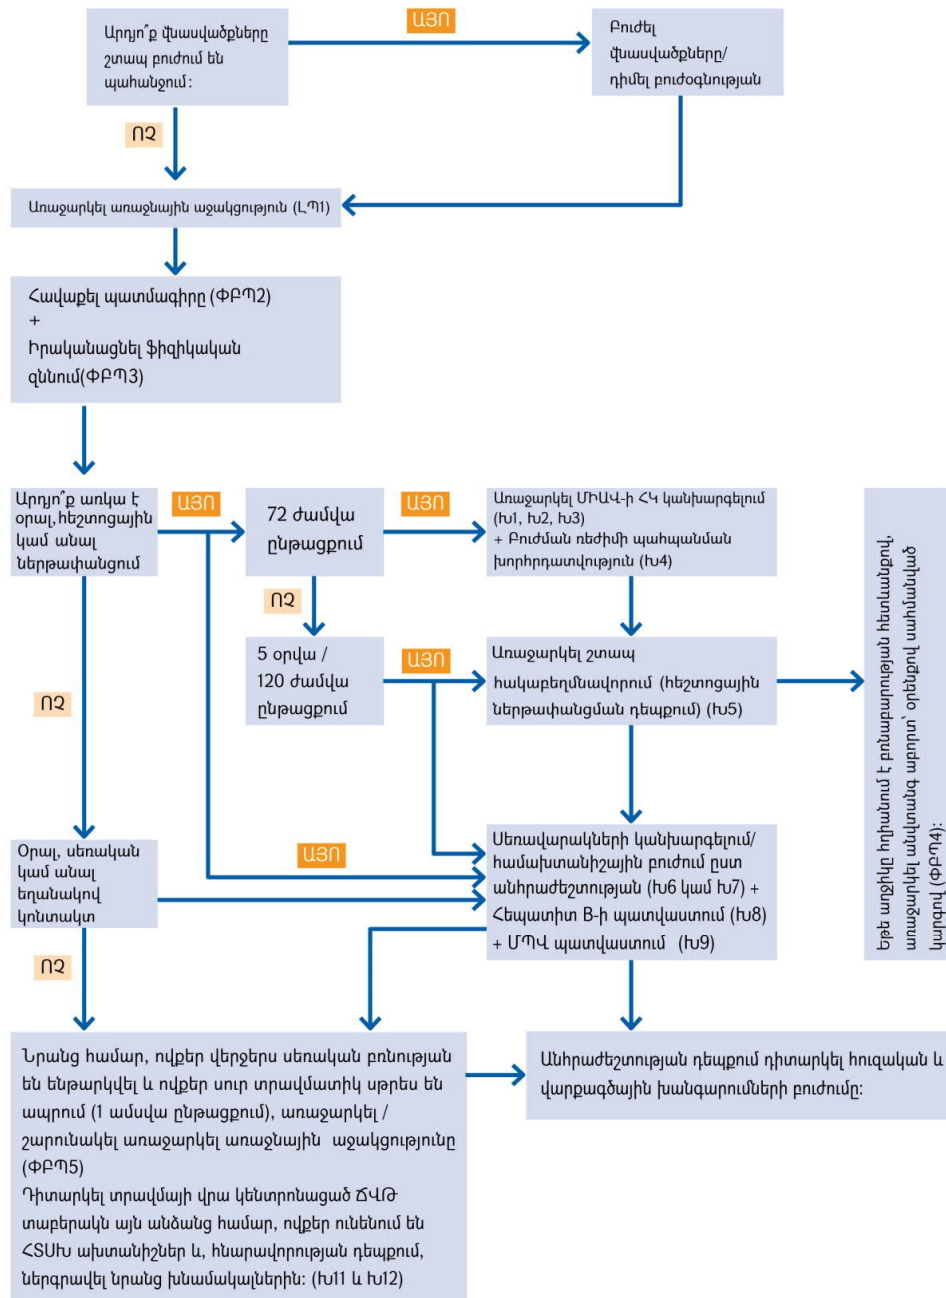 Արդյո՞ք վնասվածքները
շտապ բուժում են
պահանջում:
ԱՅՈ
Բուժել
վնասվածքները/
դիմել բուժօգնության
ՈՉ
Առաջարկել առաջնային աջակցություն (ԼՊ1)
Հավաքել պատմագիրը (ՓԲՊ2)
+
Իրականացնել ֆիզիկական
զննում(ՓԲՊ3)
Արդյո՞ք առկա է
օրալ,հեշտոցային
կամ անալ
ներթափանցում
ԱՅՈ
72 ժամվա
ընթացքում
ԱՅՈ
Առաջարկել ՄԻԱՎ-ի ՀԿ կանխարգելում
(Խ1, Խ2, Խ3)
+ Բուժման ռեժիմի պահպանման
խորհրդատվություն (Խ4)
ՈՉ
5 օրվա /
120 ժամվա
ընթացքում
ԱՅՈ
Առաջարկել շտապ
հակաբեղմնավորում (հեշտոցային
ներթափանցման դեպքում) (Խ5)
Եթե աղջիկը հղիանում է բռնաբարության հետևանքով,
առաջարկել անվտանգ աբորտ՝ օրենքով սահմանված
կարգով (ՓԲՊ4):
ՈՉ
Օրալ, սեռական
կամ անալ
եղանակով
կոնտակտ
ԱՅՈ
Սեռավարակների կանխարգելում/
համախտանիշային բուժում ըստ
անհրաժեշտության (Խ6 կամ Խ7) +
Հեպատիտ B-ի պատվաստում (Խ8)
+ ՄՊՎ պատվաստում (Խ9)
ՈՉ
Նրանց համար, ովքեր վերջերս սեռական բռնության
են ենթարկվել և ովքեր սուր տրավմատիկ սթրես են
ապրում (1 ամսվա ընթացքում), առաջարկել /
շարունակել առաջարկել առաջնային աջակցությունը
(ՓԲՊ5)
Դիտարկել տրավմայի վրա կենտրոնացած ՃՎԹ
տաբերակն այն անձանց համար, ովքեր ունենում են
ՀՏՍԽ ախտանիշներ և, հնարավորության դեպքում,
ներգրավել նրանց խնամակալներին: (Խ11 և Խ12)
Անհրաժեշտության դեպքում դիտարկել հուզական և
վարքագծային խանգարումների բուժումը: